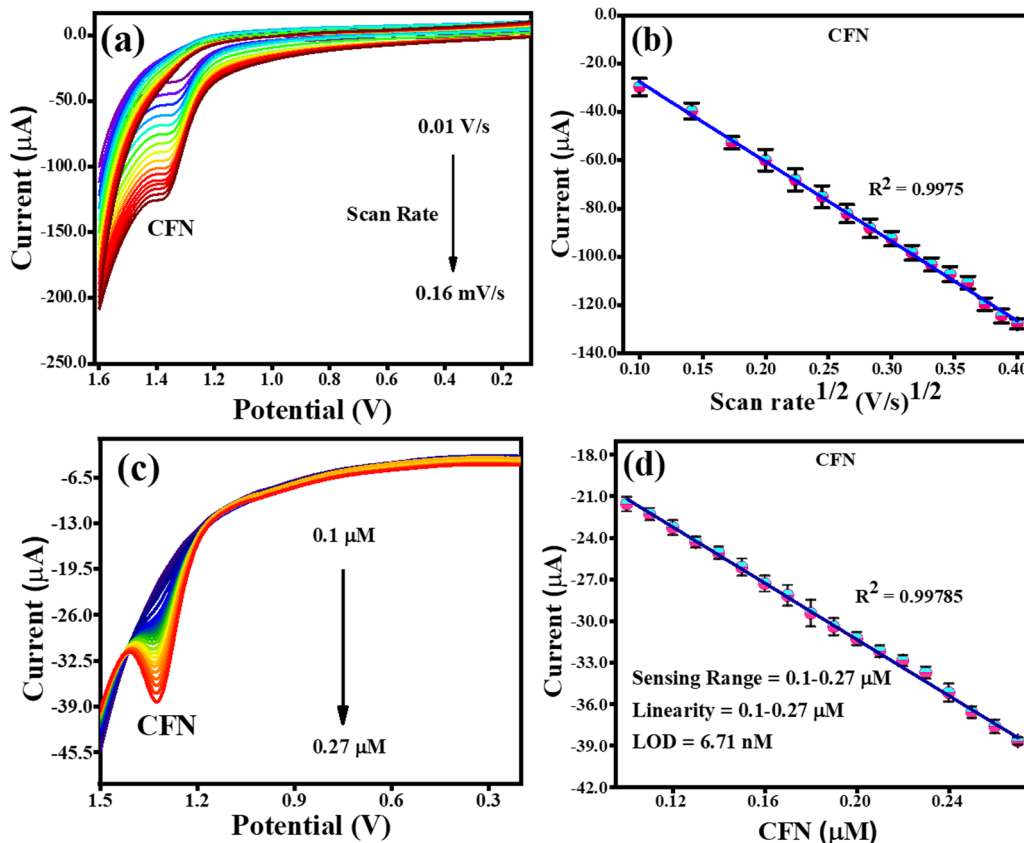 (a)
0.0
-50.0
-100.0
-150.0
-200.0
-250.0
Current (μA)
0.01 V/s
Scan Rate
0.16 mV/s
CFN
1.6 1.4 1.2 1.0 0.8 0.6 0.4 0.2
Potential (V)
(b)
CFN
0.0
-20.0
-40.0
-60.0
-80.0
-100.0
-120.0
-140.0
Current (μA)
R² = 0.9975
0.10 0.15 0.20 0.25 0.30 0.35 0.40
Scan rate^1/2 (V/s)^1/2
(c)
-6.5
-13.0
-19.5
-26.0
-32.5
-39.0
-45.5
Current (μA)
0.1 μM
0.27 μM
CFN
1.5 1.2 0.9 0.6 0.3
Potential (V)
(d)
CFN
-18.0
-21.0
-24.0
-27.0
-30.0
-33.0
-36.0
-39.0
-42.0
Current (μA)
R² = 0.99785
Sensing Range = 0.1-0.27 μM
Linearity = 0.1-0.27 μM
LOD = 6.71 nM
0.12 0.16 0.20 0.24
CFN (μM)